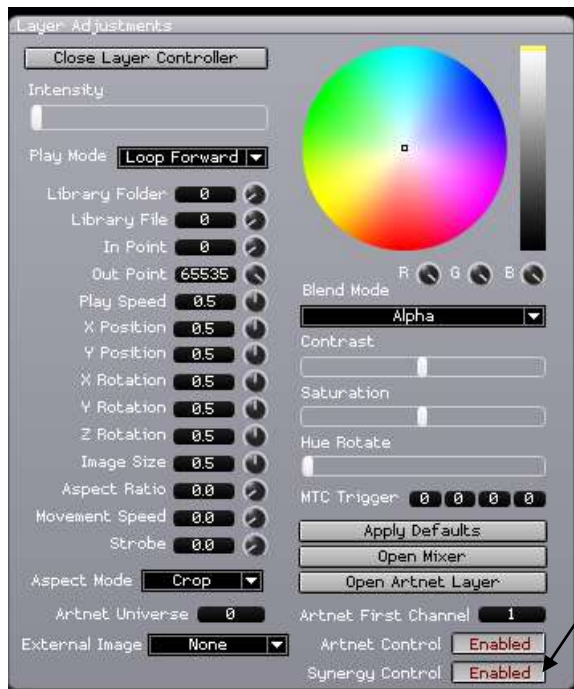 Layer Adjustments
Close Layer Controller
Intensity
Play Mode Loop Forward
Library Folder 0
Library File 0
In Point 0
Out Point 65535
Play Speed 0.5
X Position 0.5
Y Position 0.5
X Rotation 0.5
Y Rotation 0.5
Z Rotation 0.5
Image Size 0.5
Aspect Ratio 0.0
Movement Speed 0.0
Strobe 0.0
Aspect Mode Crop
Artnet Universe 0
External Image None
R G B
Blend Mode
Alpha
Contrast
Saturation
Hue Rotate
MTC Trigger 0 0 0 0
Apply Defaults
Open Mixer
Open Artnet Layer
Artnet First Channel 1
Artnet Control Enabled
Synergy Control Enabled